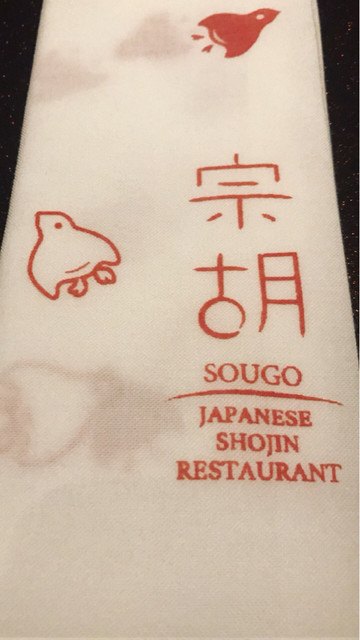 宗
胡
SOUGO
JAPANESE
SHOJIN
RESTAURANT